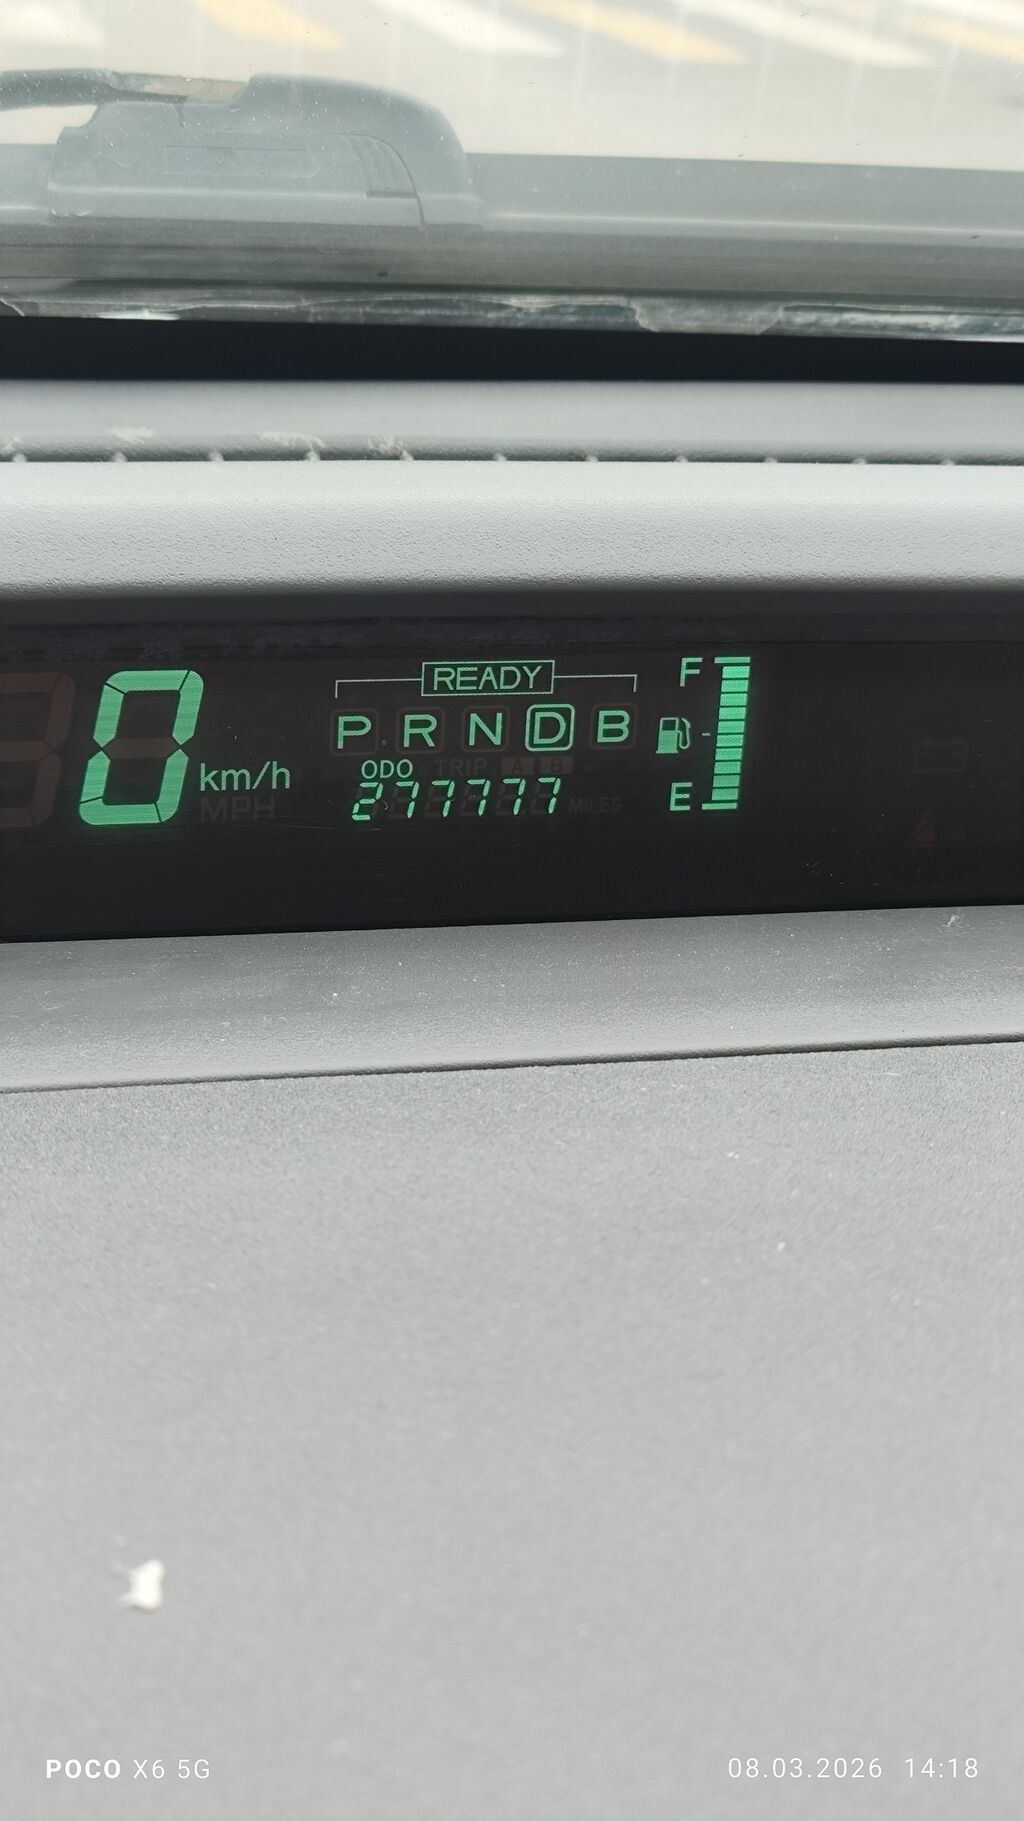 READY
P R N D B
F
0 km/h
MPH
ODO TRIP A B
277777 MILES
E
POCO X6 5G
08.03.2026 14:18